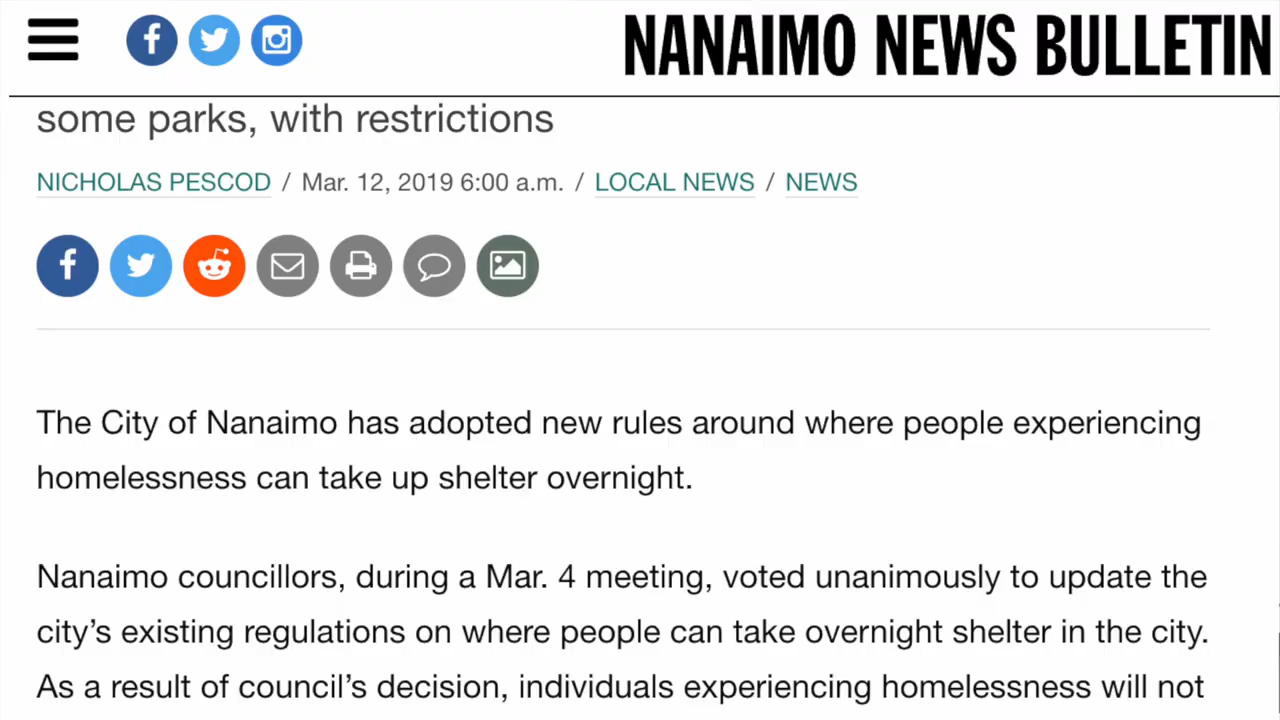 NANAIMO NEWS BULLETIN
some parks, with restrictions
NICHOLAS PESCOD / Mar. 12, 2019 6:00 a.m. / LOCAL NEWS / NEWS
The City of Nanaimo has adopted new rules around where people experiencing
homelessness can take up shelter overnight.
Nanaimo councillors, during a Mar. 4 meeting, voted unanimously to update the
city’s existing regulations on where people can take overnight shelter in the city.
As a result of council’s decision, individuals experiencing homelessness will not